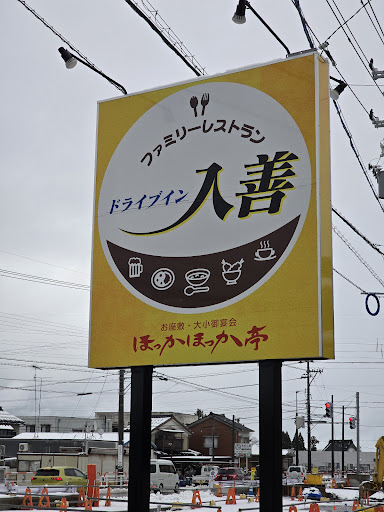 ファミリーレストラン
ドライブイン 入善
お座敷・大小御宴会
ほっかほっか亭